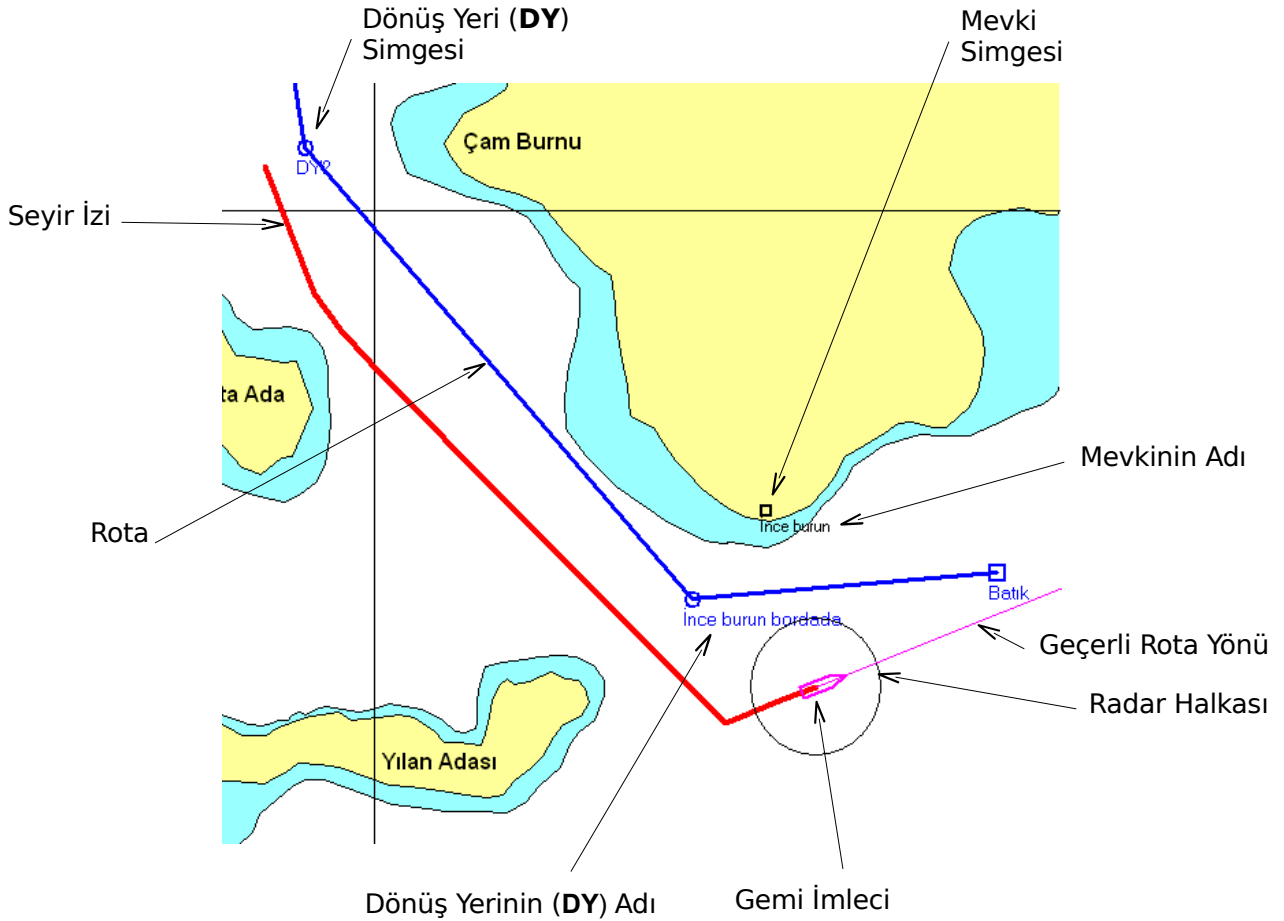 Dönüş Yeri (DY)
Simgesi
Mevki
Simgesi
Çam Burnu
DY2
Seyir İzi
ta Ada
Mevkinin Adı
İnce burun
Rota
Batık
İnce burun bordada
Geçerli Rota Yönü
Radar Halkası
Yılan Adası
Dönüş Yerinin (DY) Adı
Gemi İmleci